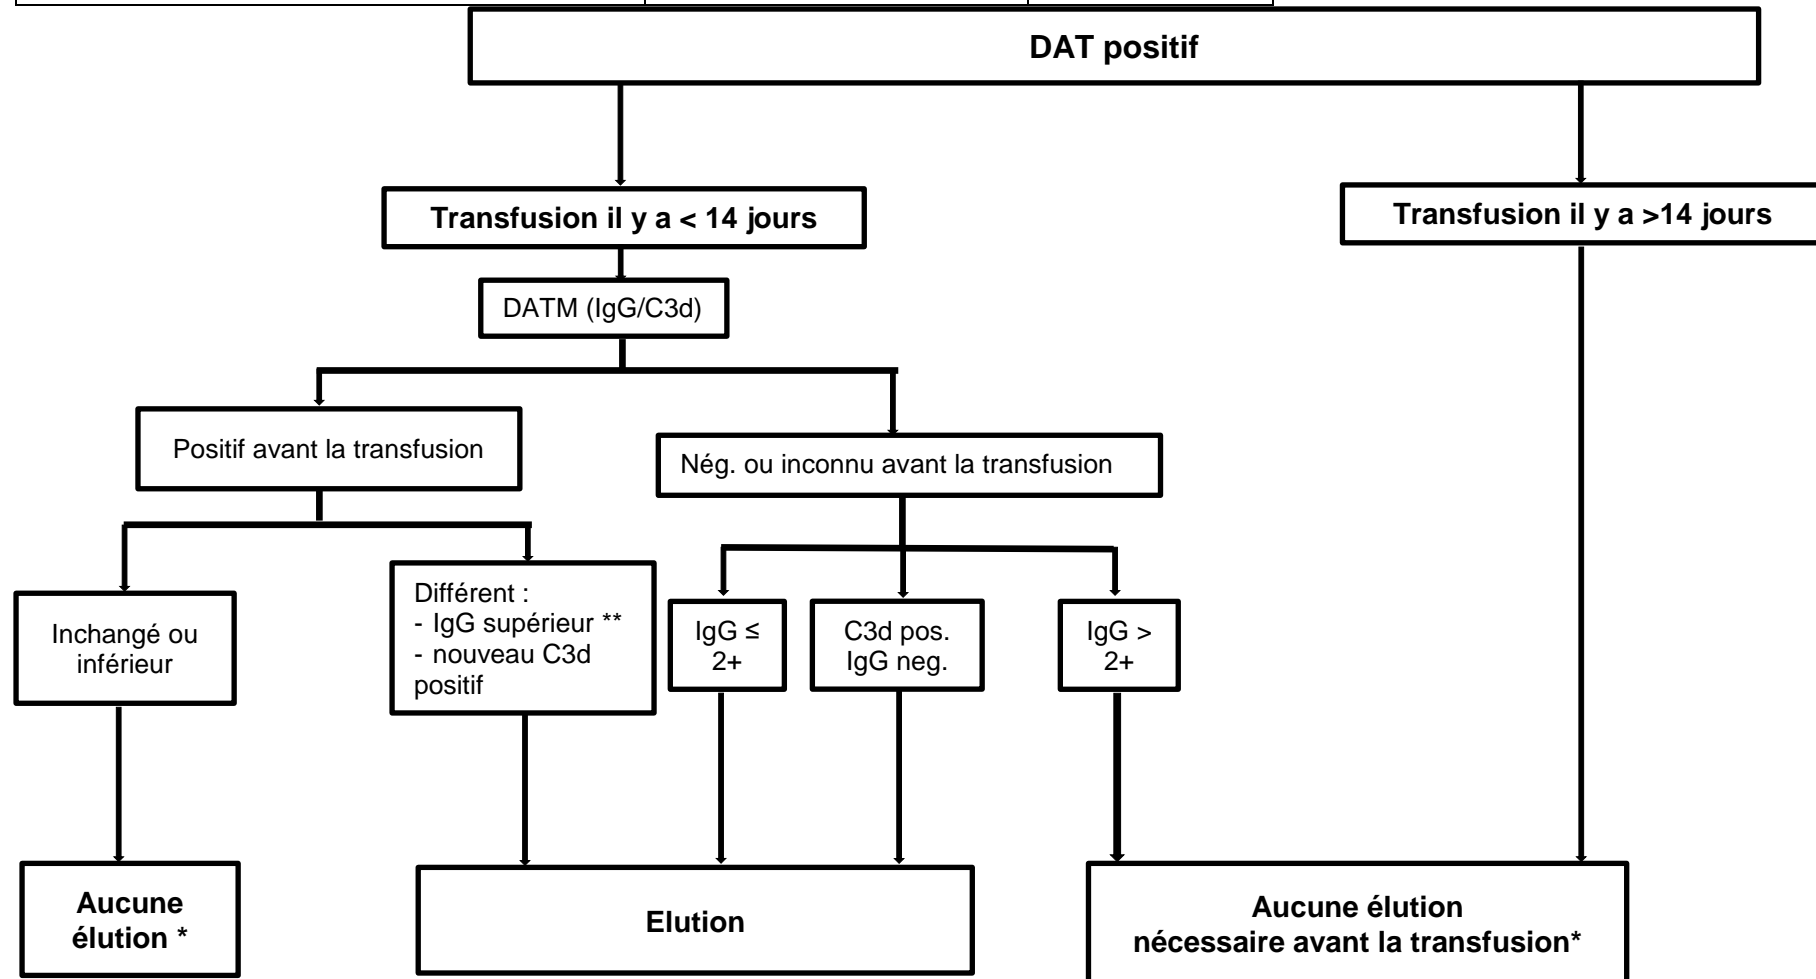 DAT positif
Transfusion il y a < 14 jours
Transfusion il y a >14 jours
DATM (IgG/C3d)
Positif avant la transfusion
Nég. ou inconnu avant la transfusion
Inchangé ou
inférieur
Différent :
- IgG supérieur **
- nouveau C3d
positif
IgG ≤
2+
C3d pos.
IgG neg.
IgG >
2+
Aucune
élution *
Elution
Aucune élution
nécessaire avant la transfusion*